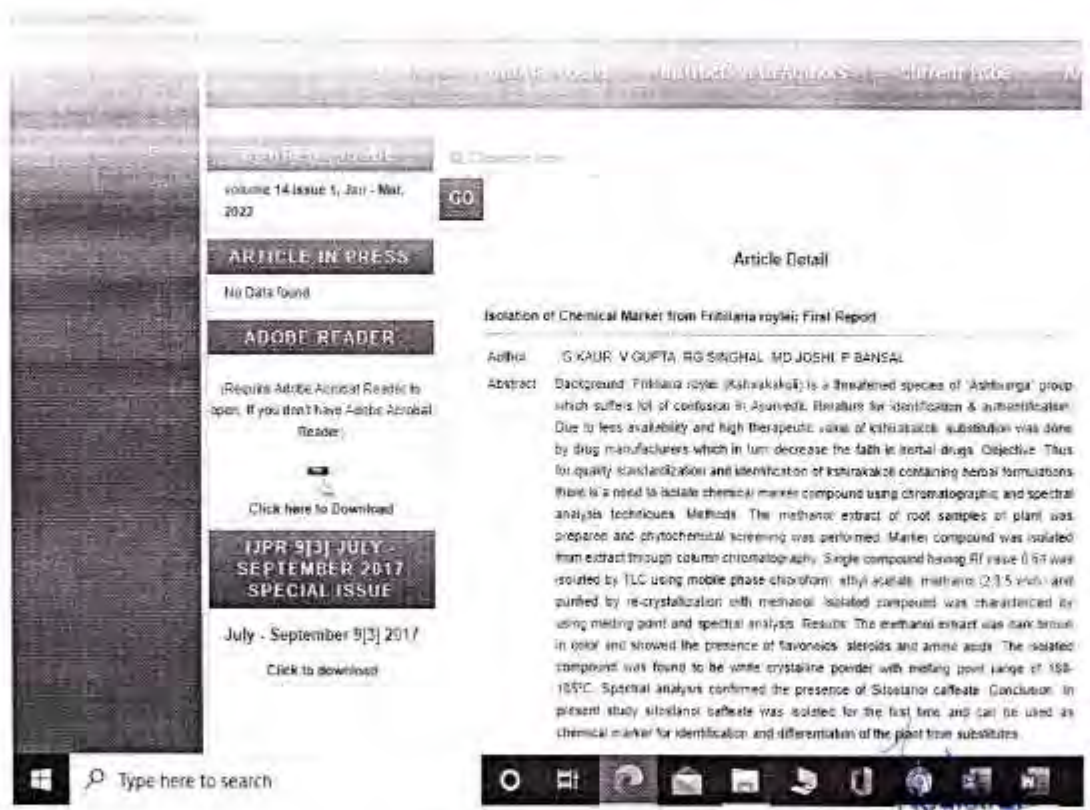 volume 14 Issue 1, Jan - Mar,
2022
GO
ARTICLE IN PRESS
No Data found
ADOBE READER
(Require Adobe Acrobat Reader to
open, If you don't have Adobe Acrobat
Reader)
Click here to Download
IJPR 9[3] JULY -
SEPTEMBER 2017
SPECIAL ISSUE
July - September 9[3] 2017
Click to download
Article Detail
Isolation of Chemical Marker from Fritillaria roylei: First Report
Author G KAUR, V GUPTA, RG SINGHAL, MD JOSHI, P BANSAL
Abstract Background: Fritillaria roylei (Kshirakakoli) is a threatened species of 'Ashtvarga' group
which suffers lot of confusion in Ayurvedic literature for identification & authentification.
Due to less availability and high therapeutic value of kshirakakoli, substitution was done
by drug manufacturers which in turn decrease the faith in herbal drugs. Objective: Thus
for quality standardization and identification of kshirakakoli containing herbal formulations
there is a need to isolate chemical marker compound using chromatographic and spectral
analysis techniques. Methods: The methanol extract of root samples of plant was
prepared and phytochemical screening was performed. Marker compound was isolated
from extract through column chromatography. Single compound having Rf value was
isolated by TLC using mobile phase chloroform: ethyl acetate: methanol and
purified by re-crystallization with methanol. Isolated compound was characterized by
using melting point and spectral analysis. Results: The methanol extract was dark brown
in color and showed the presence of flavonoids, steroids and amino acids. The isolated
compound was found to be white crystalline powder with melting point range of
Spectral analysis confirmed the presence of Sitostanol caffeate. Conclusion: In
present study sitostanol caffeate was isolated for the first time and can be used as
chemical marker for identification and differentiation of the plant from substitutes
Type here to search